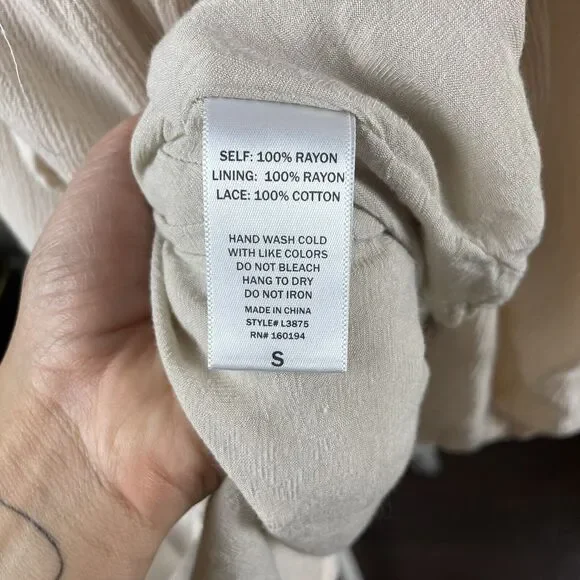 SELF: 100% RAYON
LINING: 100% RAYON
LACE: 100% COTTON
HAND WASH COLD
WITH LIKE COLORS
DO NOT BLEACH
HANG TO DRY
DO NOT IRON
MADE IN CHINA
STYLE# L3875
RN# 160194
S